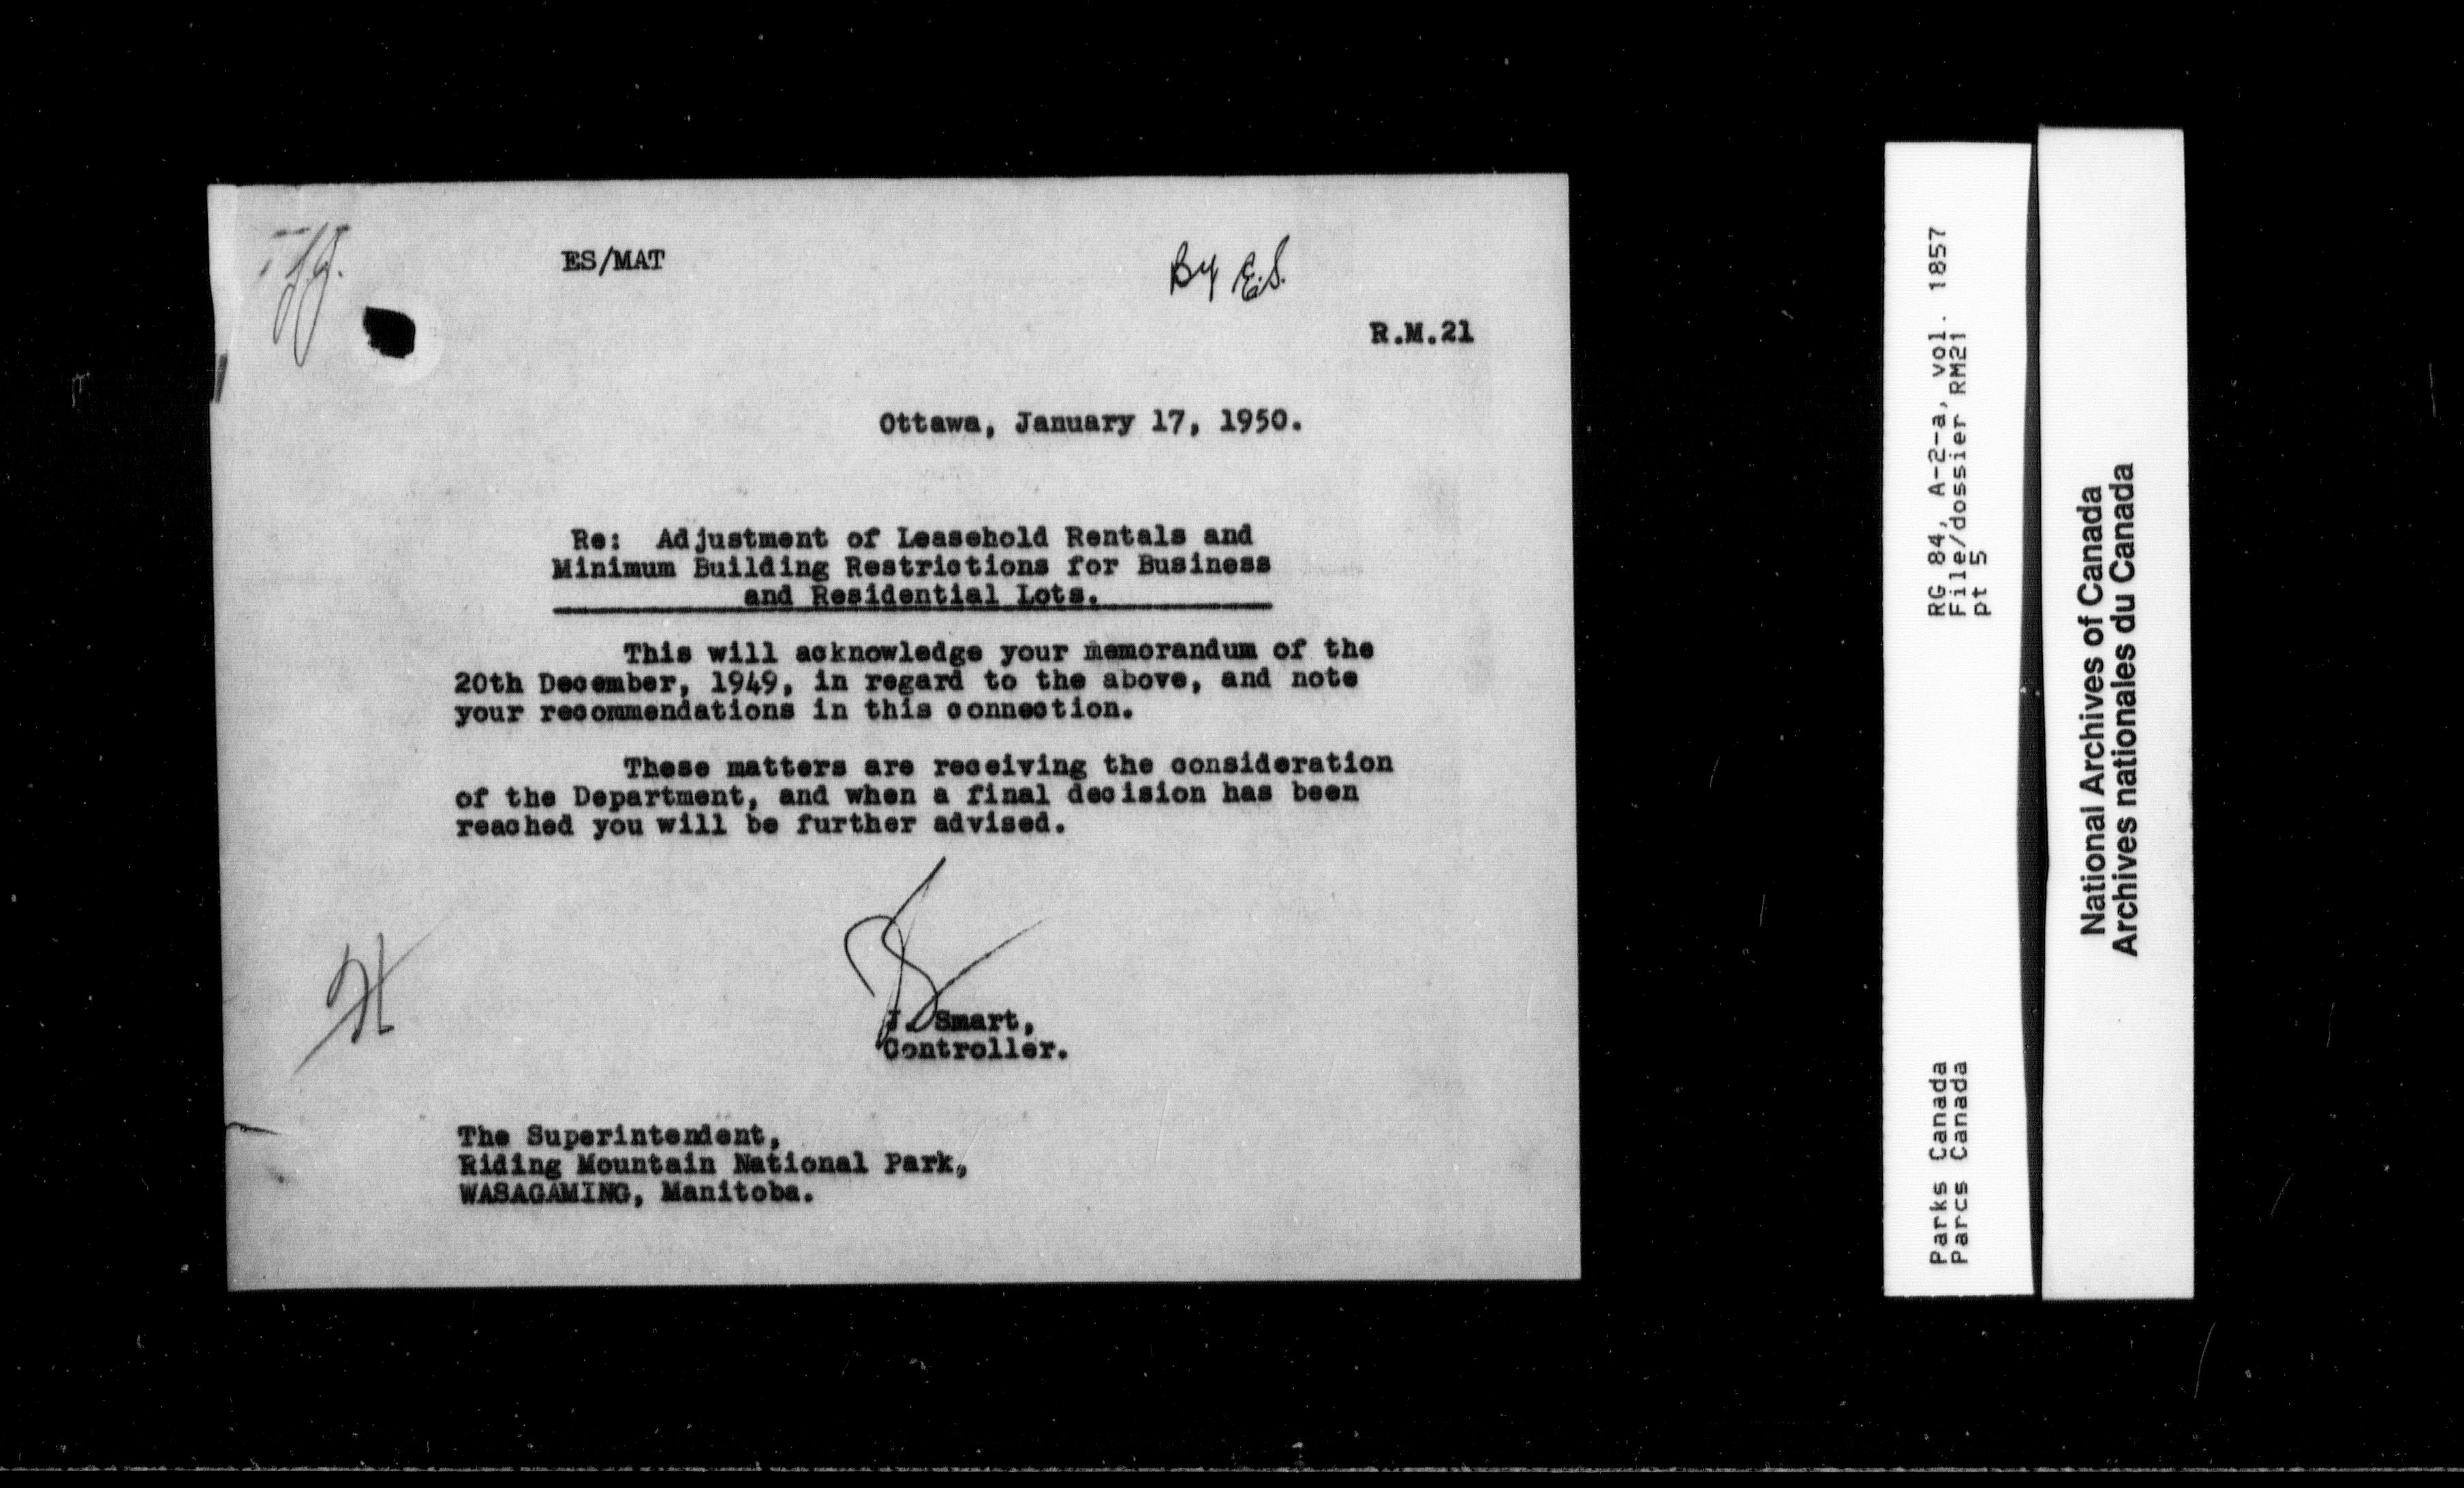 ES/MAT
By E.S.
R.M.21
Ottawa, January 17, 1950.
Re: Adjustment of Leasehold Rentals and
Minimum Building Restrictions for Business
and Residential Lots.
This will acknowledge your memorandum of the
20th December, 1949, in regard to the above, and note
your recommendations in this connection.
These matters are receiving the consideration
of the Department, and when a final decision has been
reached you will be further advised.
J. Smart,
Controller.
The Superintendent,
Riding Mountain National Park,
WASAGAMING, Manitoba.
RG 84, A-2-a, vol. 1857
File/dossier RM21
pt 5
Parks Canada
Parcs Canada
National Archives of Canada
Archives nationales du Canada